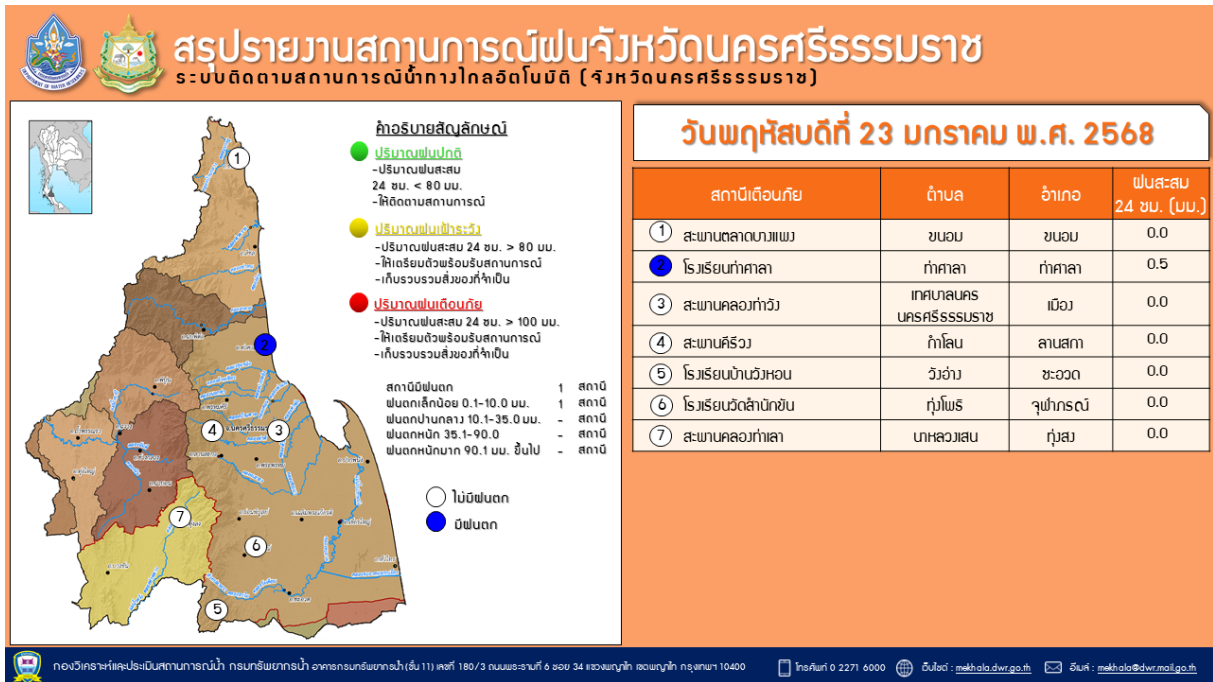 สรุปรายงานสถานการณ์ฝนจังหวัดนครศรีธรรมราช
ระบบติดตามสถานการณ์น้ำทางไกลอัตโนมัติ (จังหวัดนครศรีธรรมราช)
คำอธิบายสัญลักษณ์
ปริมาณฝนปกติ
-ปริมาณฝนสะสม
24 ชม. < 80 มม.
-ให้ติดตามสถานการณ์
ปริมาณฝนเฝ้าระวัง
-ปริมาณฝนสะสม 24 ชม. > 80 มม.
-ให้เตรียมตัวพร้อมรับสถานการณ์
-เก็บรวบรวมสิ่งของที่จำเป็น
ปริมาณฝนเตือนภัย
-ปริมาณฝนสะสม 24 ชม. > 100 มม.
-ให้เตรียมตัวพร้อมรับสถานการณ์
-เก็บรวบรวมสิ่งของที่จำเป็น
สถานีมีฝนตก 1 สถานี
ฝนตกเล็กน้อย 0.1-10.0 มม. 1 สถานี
ฝนตกปานกลาง 10.1-35.0 มม. - สถานี
ฝนตกหนัก 35.1-90.0 - สถานี
ฝนตกหนักมาก 90.1 มม. ขึ้นไป - สถานี
ไม่มีฝนตก
มีฝนตก
1
2
4
3
7
6
5
วันพฤหัสบดีที่ 23 มกราคม พ.ศ. 2568
สถานีเตือนภัย ตำบล อำเภอ ฝนสะสม
24 ชม. (มม.)
1 สะพานตลาดบางแพง ขนอม ขนอม 0.0
2 โรงเรียนท่าศาลา ท่าศาลา ท่าศาลา 0.5
3 สะพานคลองท่าวัง เทศบาลนคร
นครศรีธรรมราช เมือง 0.0
4 สะพานคีรีวง กำโลน ลานสกา 0.0
5 โรงเรียนบ้านวังหอน วังอ่าง ชะอวด 0.0
6 โรงเรียนวัดสำนักขัน ทุ่งโพธิ จุฬาภรณ์ 0.0
7 สะพานคลองท่าเลา นาหลวงเสน ทุ่งสง 0.0
กองวิเคราะห์และประเมินสถานการณ์น้ำ กรมทรัพยากรน้ำ อาคารกรมทรัพยากรน้ำ (ชั้น 11) เลขที่ 180/3 ถนนพระรามที่ 6 ซอย 34 แขวงพญาไท เขตพญาไท กรุงเทพฯ 10400 โทรศัพท์ 0 2271 6000 เว็บไซต์ : mekhala.dwr.go.th อีเมล์ : mekhala@dwr.mail.go.th